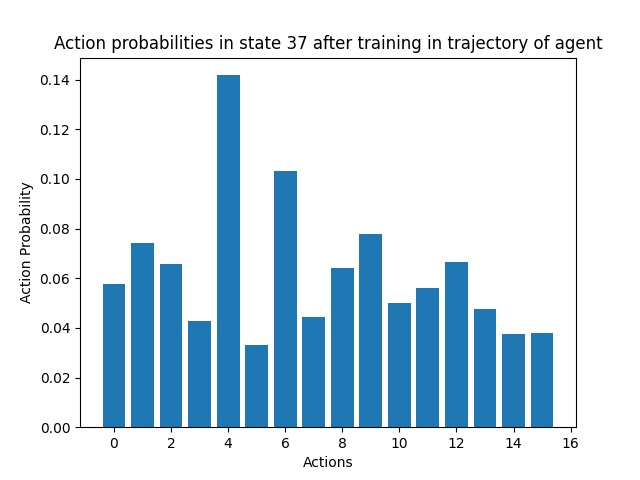 Action probabilities in state 37 after training in trajectory of agent
0.14
0.12
0.10
0.08
0.06
0.04
0.02
0.00
Action Probability
0 2 4 6 8 10 12 14 16
Actions